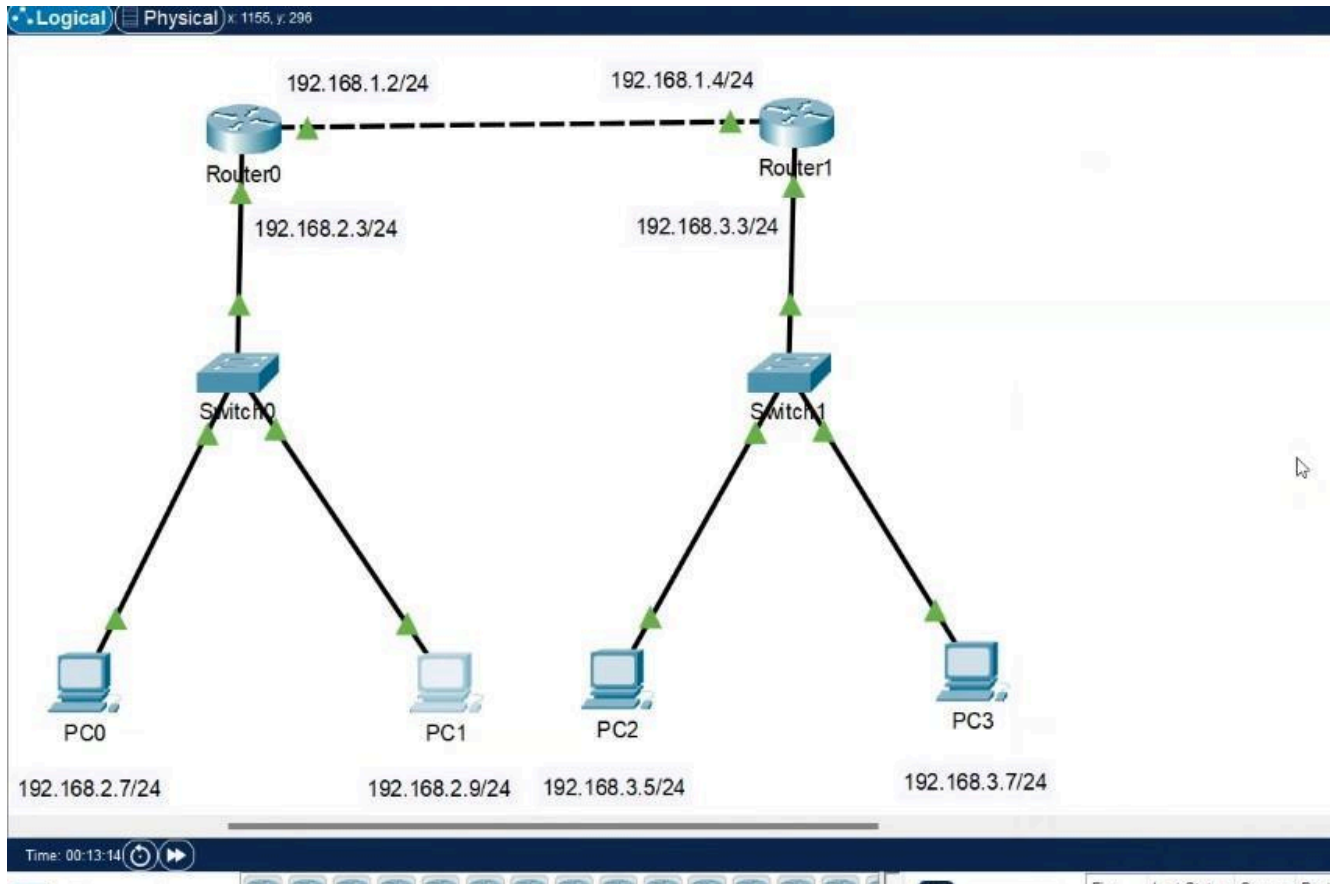 Logical Physical x: 1155, y: 296
192.168.1.2/24 192.168.1.4/24
Router0 Router1
192.168.2.3/24 192.168.3.3/24
Switch0 Switch1
PC0 PC1 PC2 PC3
192.168.2.7/24 192.168.2.9/24 192.168.3.5/24 192.168.3.7/24
Time: 00:13:14